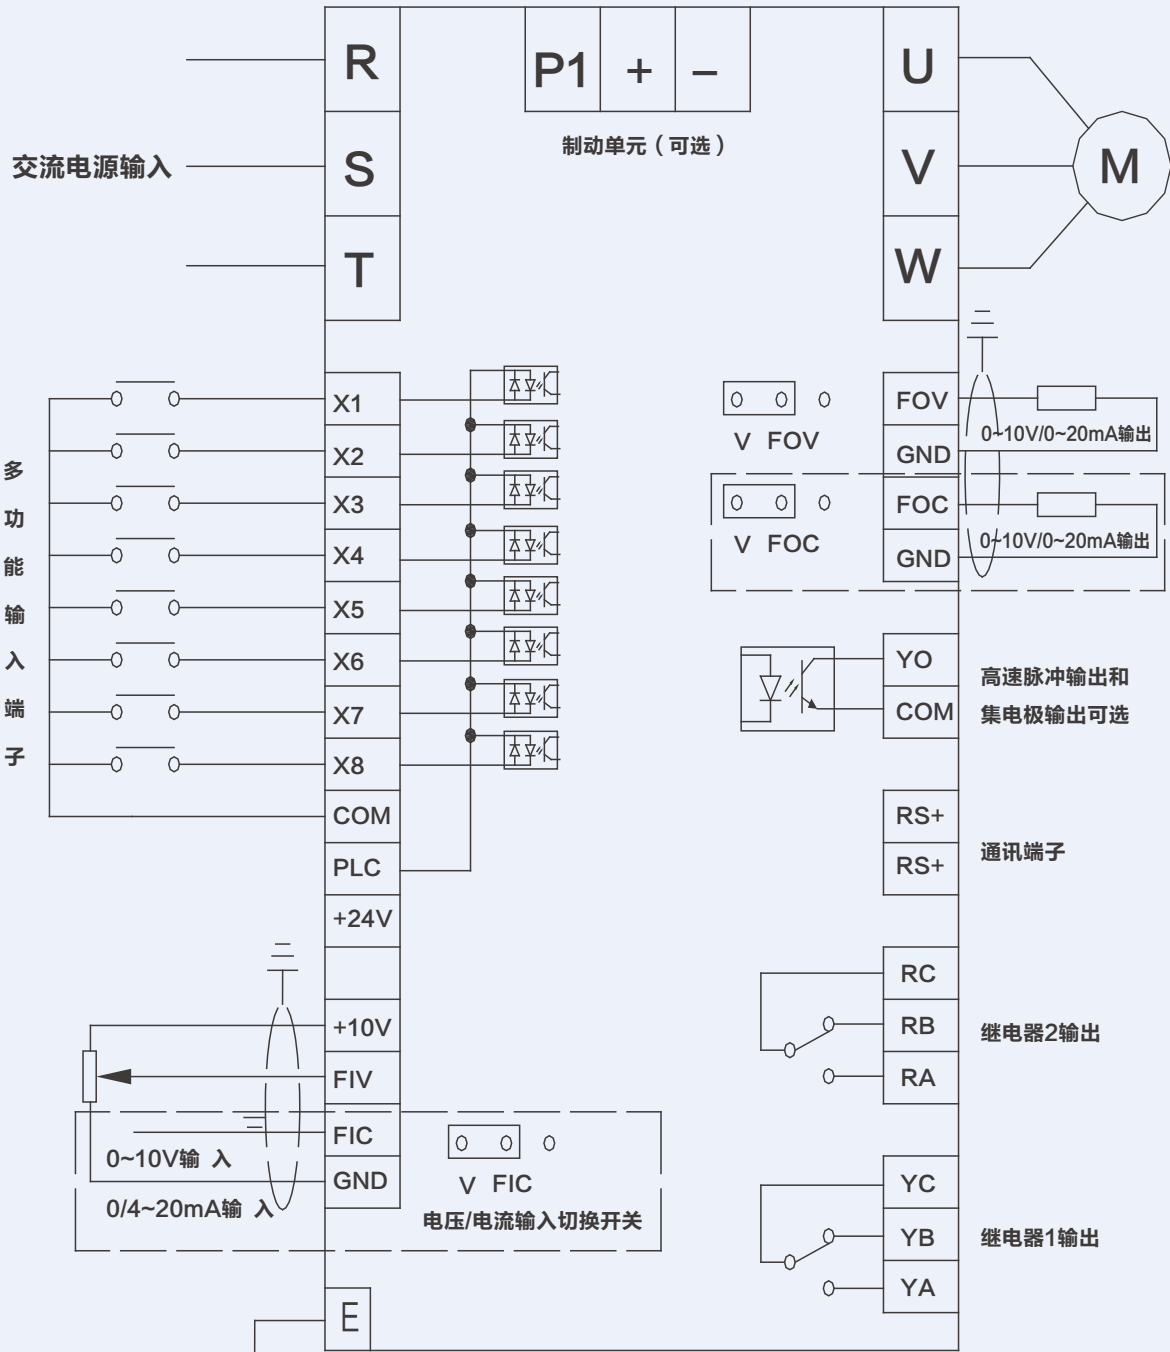 R
P1
+
−
U
制动单元（可选）
交流电源输入
S
V
M
T
W
多功能输入端子
X1
X2
X3
X4
X5
X6
X7
X8
COM
PLC
+24V
+10V
FIV
FIC
GND
0~10V输 入
0/4~20mA输 入
V FIC
电压/电流输入切换开关
E
V FOV
FOV
0~10V/0~20mA输出
GND
V FOC
FOC
0~10V/0~20mA输出
GND
YO
COM
高速脉冲输出和
集电极输出可选
RS+
RS+
通讯端子
RC
RB
RA
继电器2输出
YC
YB
YA
继电器1输出